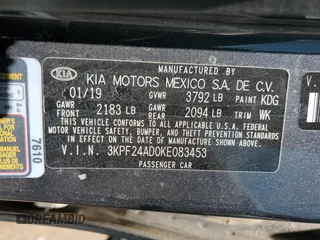 MANUFACTURED BY
KIA KIA MOTORS MEXICO S.A. DE C.V.
01/19 GVWR 3792 LB PAINT KDG
GAWR FRT 2183 LB GAWR RR 2094 LB TRIM WK
THIS VEHICLE CONFORMS TO ALL APPLICABLE U.S.A. FEDERAL
MOTOR VEHICLE SAFETY, BUMPER, AND THEFT PREVENTION STANDARDS
IN EFFECT ON THE DATE OF MANUFACTURE SHOWN ABOVE.
V.I.N. 3KPF24AD0KE083453
PASSENGER CAR
7610
DREAMBID